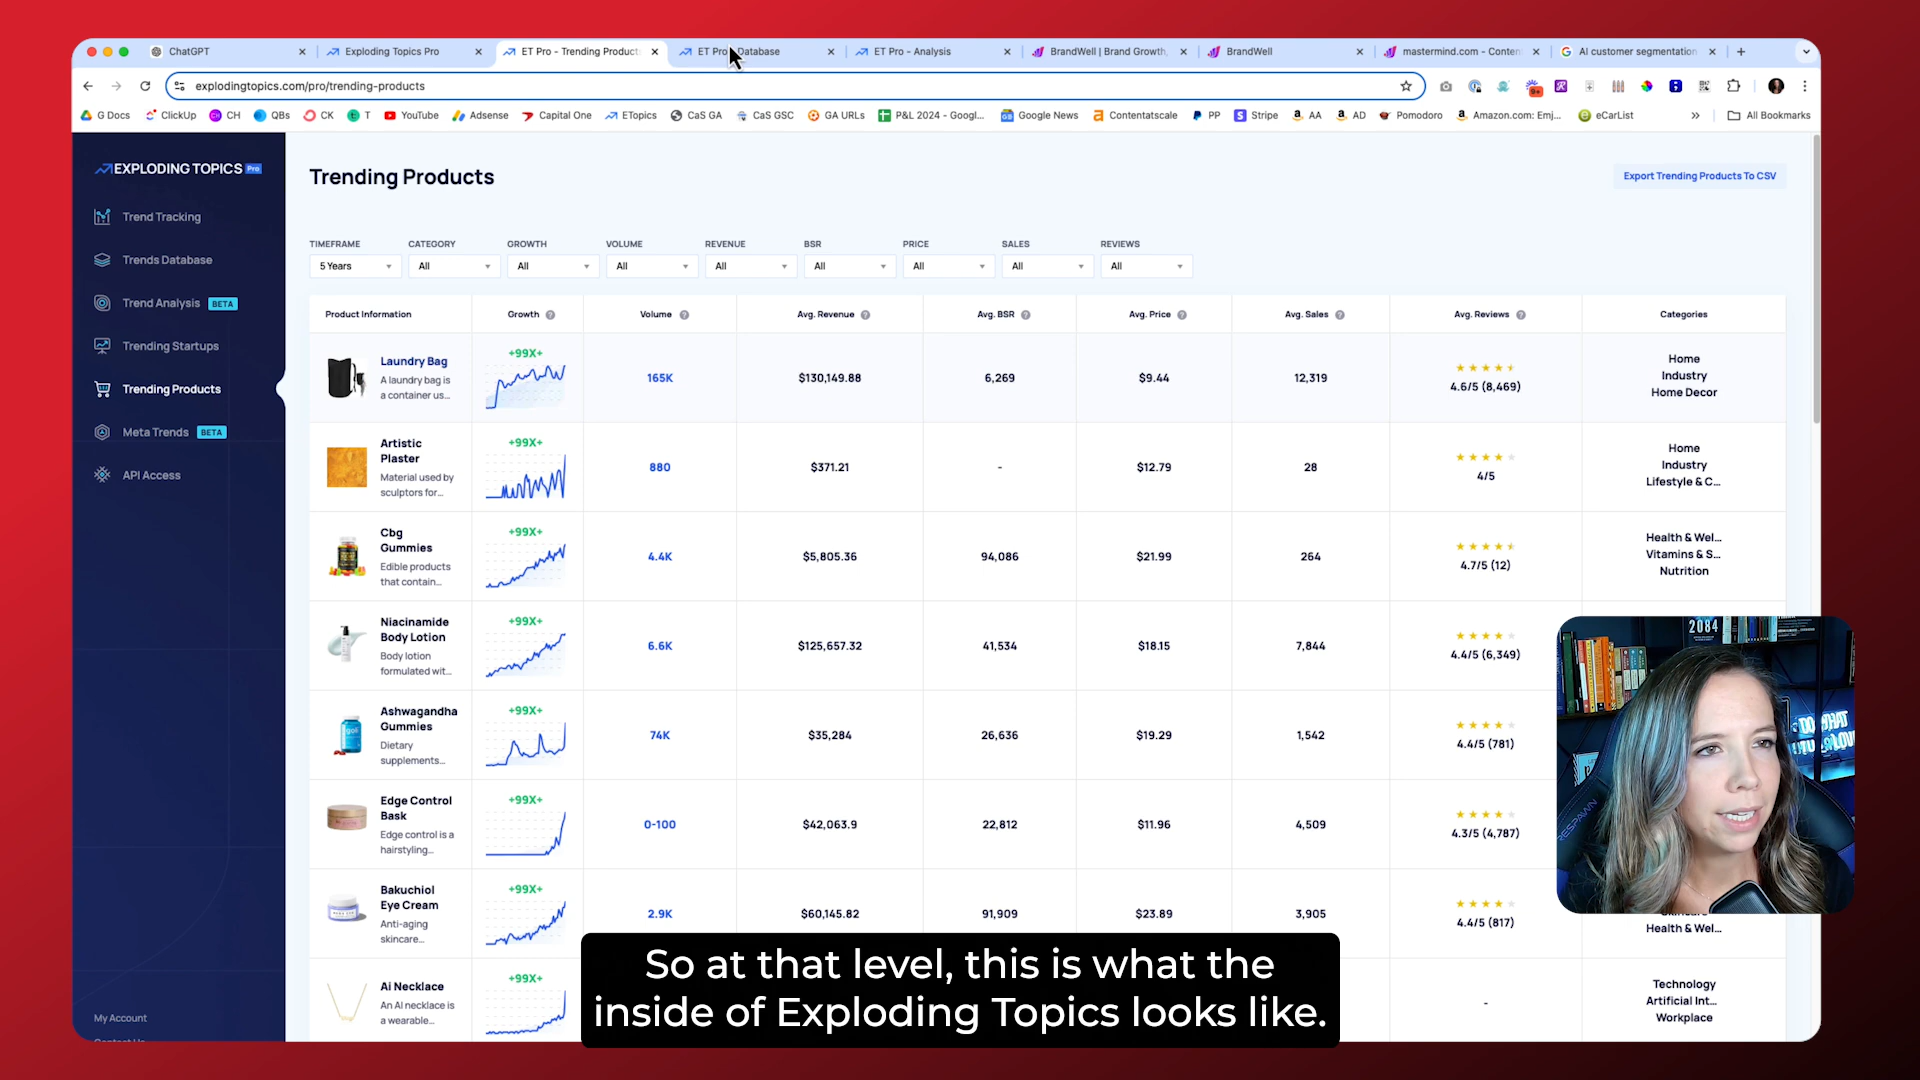 ChatGPT
Exploding Topics Pro
ET Pro - Trending Product
ET Pro Database
ET Pro - Analysis
BrandWell | Brand Growth,
BrandWell
mastermind.com - Conten
AI customer segmentation
explodingtopics.com/pro/trending-products
G Docs
ClickUp
CH
QBs
CK
T
YouTube
Adsense
Capital One
ETopics
CaS GA
CaS GSC
GA URLs
P&L 2024 - Googl...
Google News
Contentatscale
PP
Stripe
AA
AD
Pomodoro
Amazon.com: Emj...
eCarList
All Bookmarks
EXPLODING TOPICS Pro
Trend Tracking
Trends Database
Trend Analysis BETA
Trending Startups
Trending Products
Meta Trends BETA
API Access
My Account
Contact Us
Trending Products
Export Trending Products To CSV
TIMEFRAME CATEGORY GROWTH VOLUME REVENUE BSR PRICE SALES REVIEWS
5 Years All All All All All All All All
Product Information Growth Volume Avg. Revenue Avg. BSR Avg. Price Avg. Sales Avg. Reviews Categories
Laundry Bag
A laundry bag is
a container us...
+99X+
165K
$130,149.88
6,269
$9.44
12,319
4.6/5 (8,469)
Home
Industry
Home Decor
Artistic
Plaster
Material used by
sculptors for...
+99X+
880
$371.21
-
$12.79
28
4/5
Home
Industry
Lifestyle & C...
Cbg
Gummies
Edible products
that contain...
+99X+
4.4K
$5,805.36
94,086
$21.99
264
4.7/5 (12)
Health & Wel...
Vitamins & S...
Nutrition
Niacinamide
Body Lotion
Body lotion
formulated wit...
+99X+
6.6K
$125,657.32
41,534
$18.15
7,844
4.4/5 (6,349)
Ashwagandha
Gummies
Dietary
supplements...
+99X+
74K
$35,284
26,636
$19.29
1,542
4.4/5 (781)
Edge Control
Bask
Edge control is a
hairstyling...
+99X+
0-100
$42,063.9
22,812
$11.96
4,509
4.3/5 (4,787)
Bakuchiol
Eye Cream
Anti-aging
skincare...
+99X+
2.9K
$60,145.82
91,909
$23.89
3,905
4.4/5 (817)
Health & Wel...
Ai Necklace
An AI necklace is
a wearable...
+99X+
-
Technology
Artificial Int...
Workplace
2084
RESPAWN
So at that level, this is what the
inside of Exploding Topics looks like.